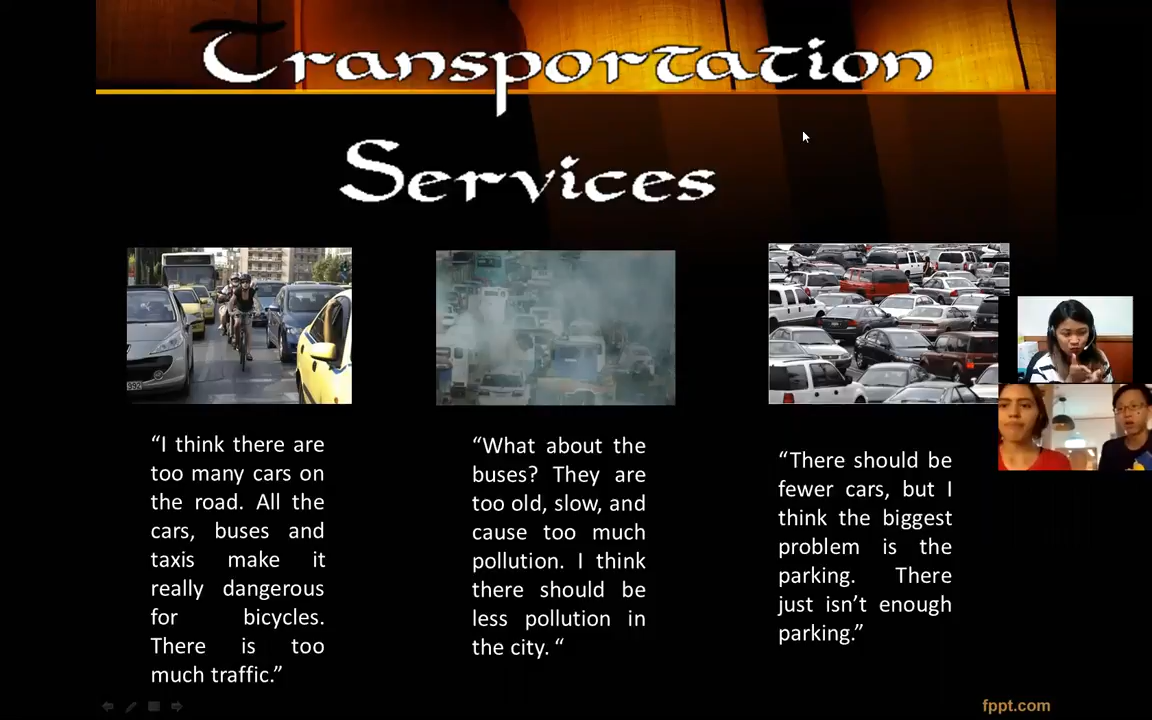 Transportation
Services
992
“I think there are
too many cars on
the road. All the
cars, buses and
taxis make it
really dangerous
for bicycles.
There is too
much traffic.”
“What about the
buses? They are
too old, slow, and
cause too much
pollution. I think
there should be
less pollution in
the city. “
“There should be
fewer cars, but I
think the biggest
problem is the
parking. There
just isn’t enough
parking.”
fppt.com